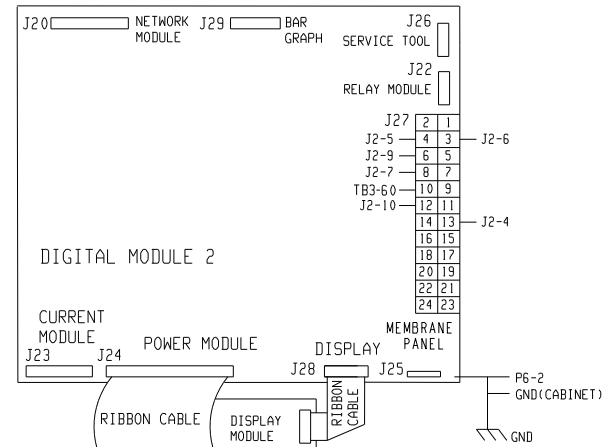 J20 NETWORK MODULE
J29 BAR GRAPH
J26
SERVICE TOOL
J22
RELAY MODULE
J27 2 1
J2-5 4 3 J2-6
J2-9 6 5
J2-7 8 7
TB3-60 10 9
J2-10 12 11
14 13 J2-4
16 15
18 17
20 19
22 21
24 23
DIGITAL MODULE 2
CURRENT MODULE
J23
J24
POWER MODULE
DISPLAY
J28
MEMBRANE PANEL
J25
P6-2
GND(CABINET)
GND
RIBBON CABLE
DISPLAY MODULE
RIBBON CABLE